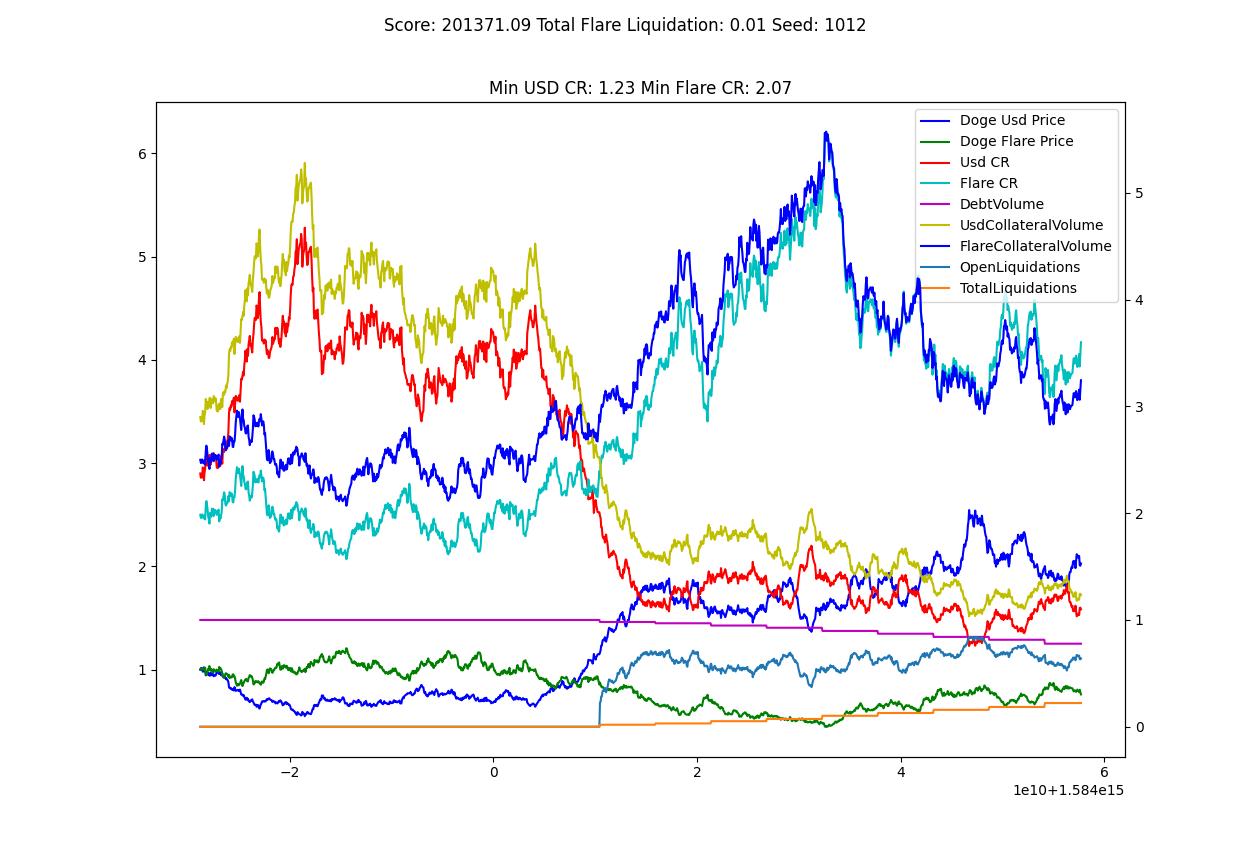 Score: 201371.09 Total Flare Liquidation: 0.01 Seed: 1012
Min USD CR: 1.23 Min Flare CR: 2.07
Doge Usd Price
Doge Flare Price
Usd CR
Flare CR
DebtVolume
UsdCollateralVolume
FlareCollateralVolume
OpenLiquidations
TotalLiquidations
6
5
4
3
2
1
5
4
3
2
1
0
−2
0
2
4
6
1e10+1.584e15